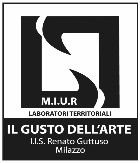 M.I.U.R
LABORATORI TERRITORIALI
IL GUSTO DELL'ARTE
I.I.S. Renato Guttuso
Milazzo